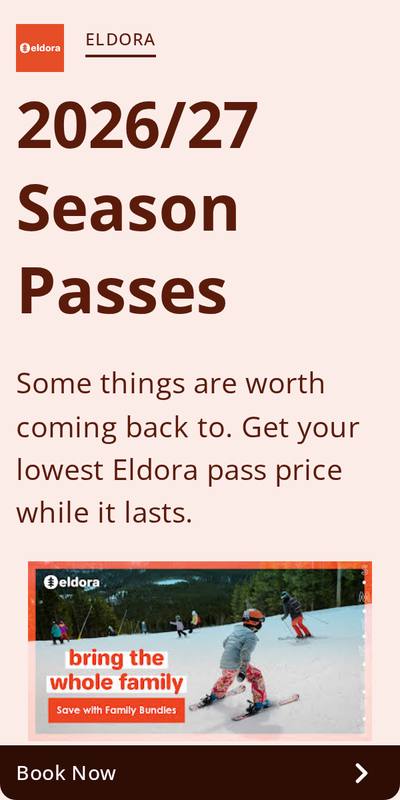 eldora
ELDORA
2026/27
Season
Passes
Some things are worth
coming back to. Get your
lowest Eldora pass price
while it lasts.
eldora
bring the
whole family
Save with Family Bundles
Book Now